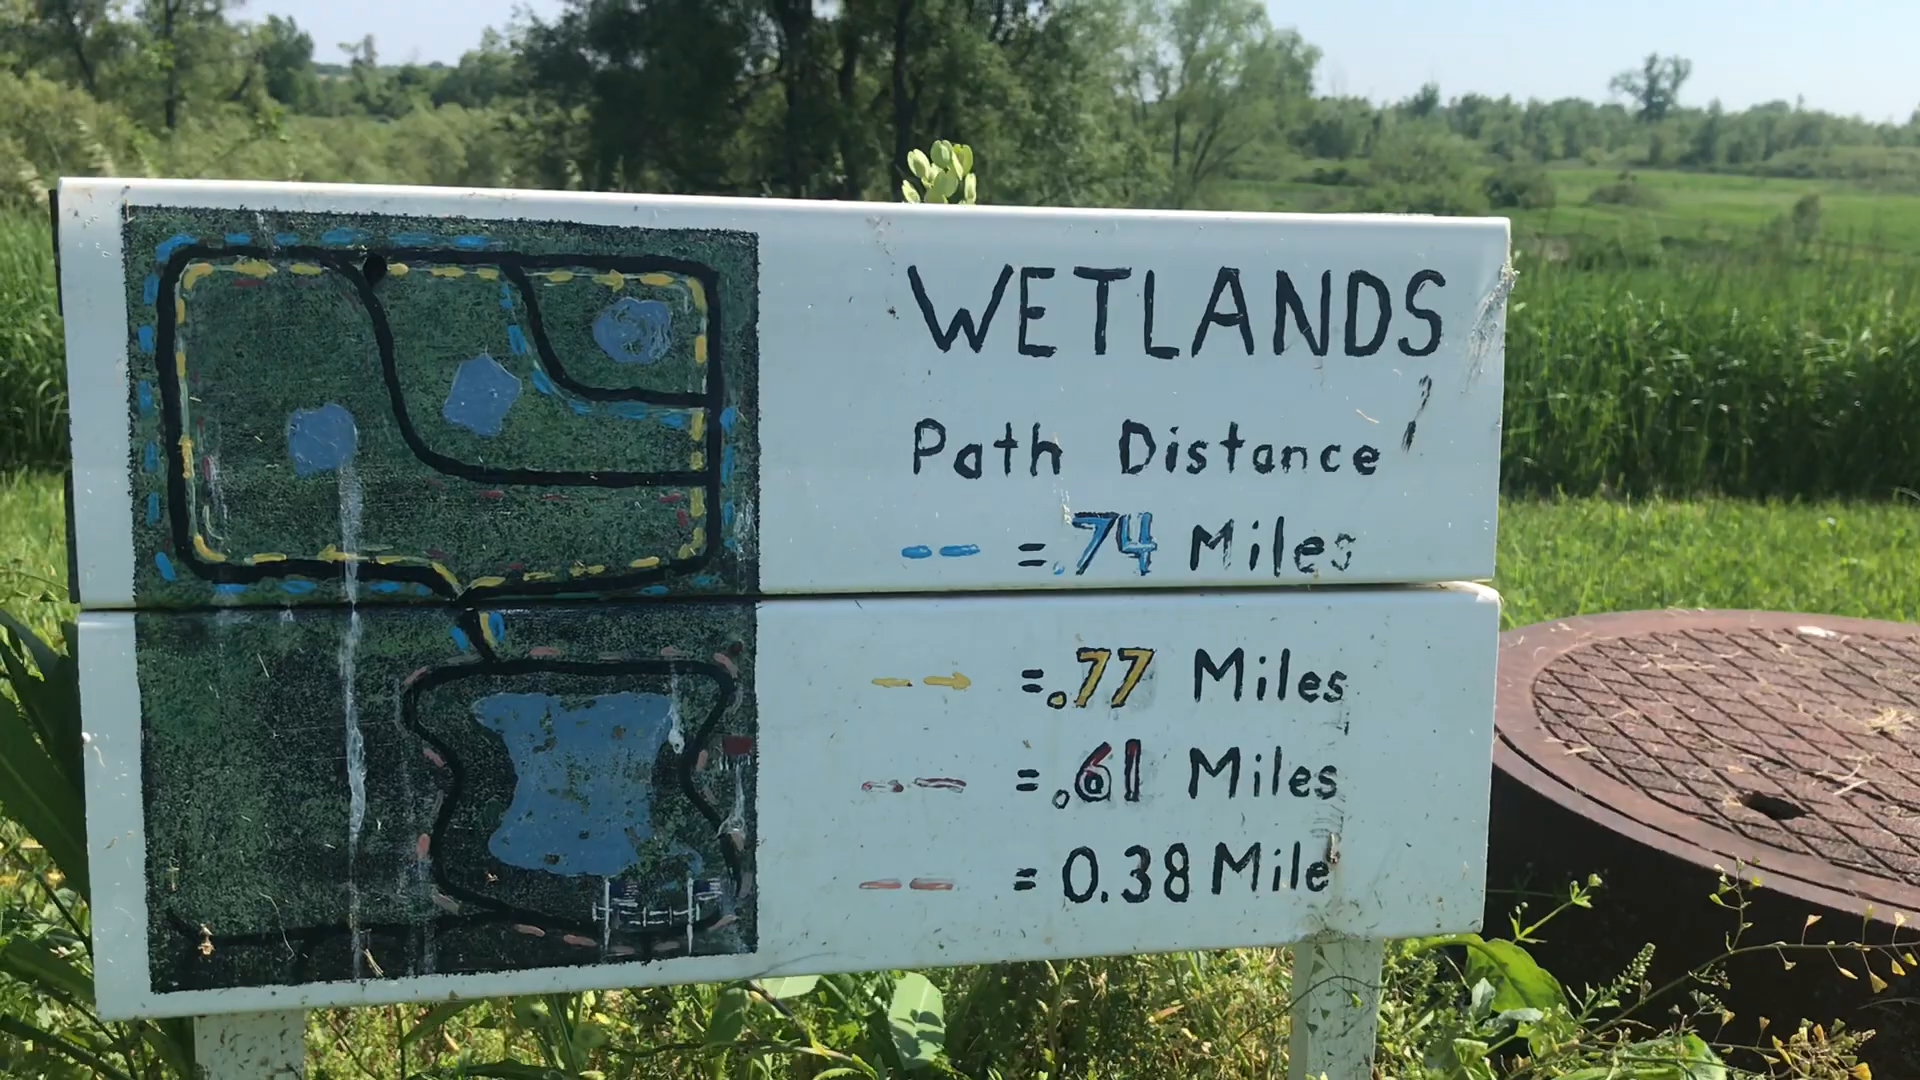 WETLANDS
Path Distance
= .74 Miles
= .77 Miles
= .61 Miles
= 0.38 Mile